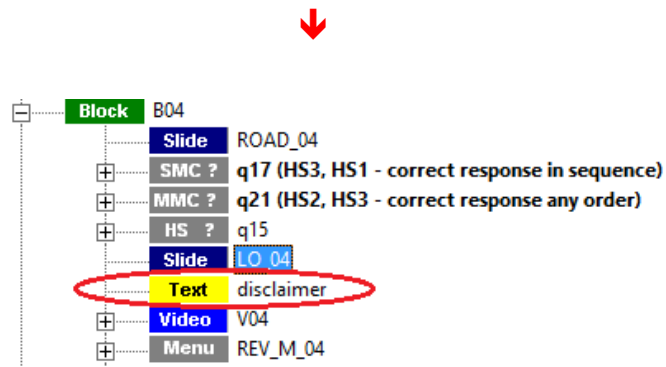 Block B04
Slide ROAD_04
SMC ? q17 (HS3, HS1 - correct response in sequence)
MMC ? q21 (HS2, HS3 - correct response any order)
HS ? q15
Slide LO_04
Text disclaimer
Video V04
Menu REV_M_04